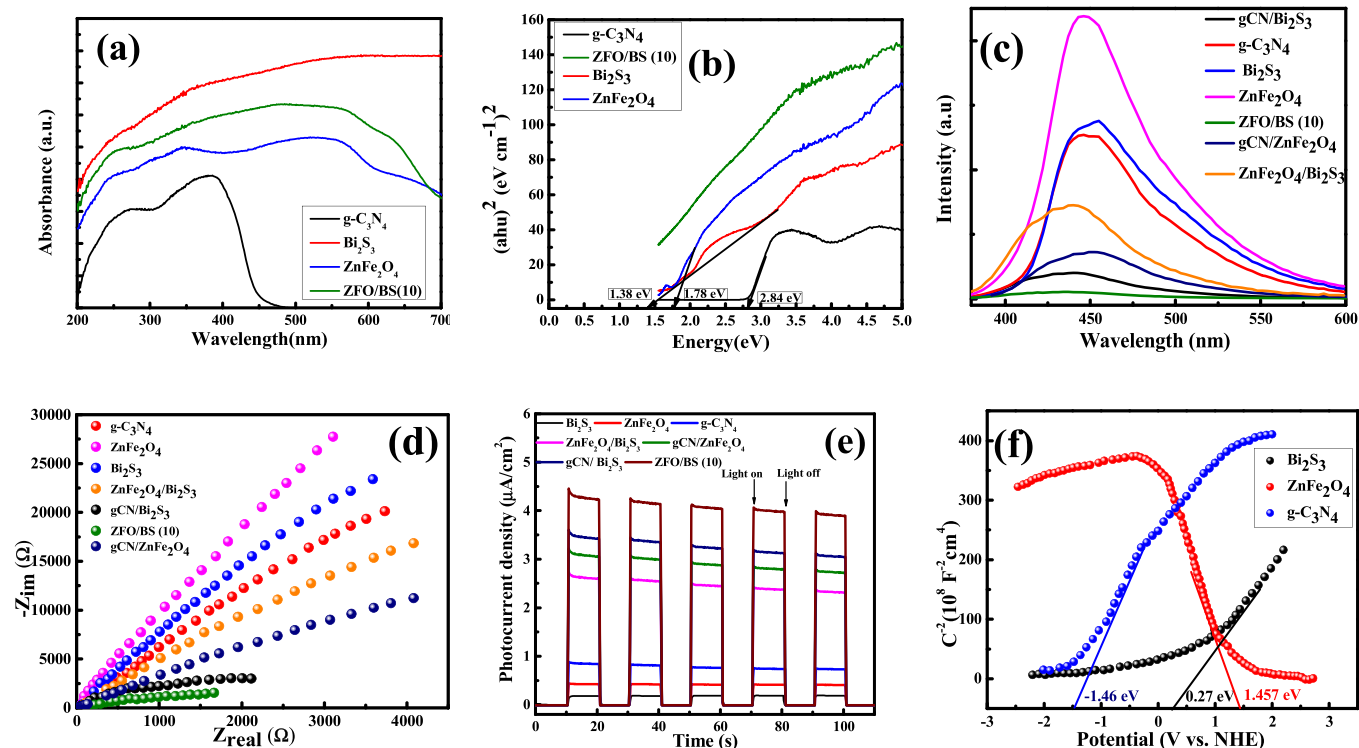 (a)
Absorbance (a.u.)
g-C3N4
Bi2S3
ZnFe2O4
ZFO/BS(10)
200 300 400 500 600 700
Wavelength(nm)
(b)
(ahu)2 (eV cm-1)2
g-C3N4
ZFO/BS (10)
Bi2S3
ZnFe2O4
160
140
120
100
80
60
40
20
0
1.38 eV 1.78 eV 2.84 eV
0.0 0.5 1.0 1.5 2.0 2.5 3.0 3.5 4.0 4.5 5.0
Energy(eV)
(c)
Intensity (a.u)
gCN/Bi2S3
g-C3N4
Bi2S3
ZnFe2O4
ZFO/BS (10)
gCN/ZnFe2O4
ZnFe2O4/Bi2S3
400 450 500 550 600
Wavelength (nm)
(d)
-Zim (Ω)
30000
25000
20000
15000
10000
5000
0
g-C3N4
ZnFe2O4
Bi2S3
ZnFe2O4/Bi2S3
gCN/Bi2S3
ZFO/BS (10)
gCN/ZnFe2O4
0 1000 2000 3000 4000
Zreal (Ω)
(e)
Photocurrent density (μA/cm2)
6
5
4
3
2
1
0
Bi2S3 ZnFe2O4 g-C3N4
ZnFe2O4/Bi2S3 gCN/ZnFe2O4
gCN/ Bi2S3 ZFO/BS (10)
Light on Light off
0 20 40 60 80 100
Time (s)
(f)
C-2(108 F-2cm4)
400
300
200
100
0
Bi2S3
ZnFe2O4
g-C3N4
-1.46 eV 0.27 eV 1.457 eV
-3 -2 -1 0 1 2 3
Potential (V vs. NHE)